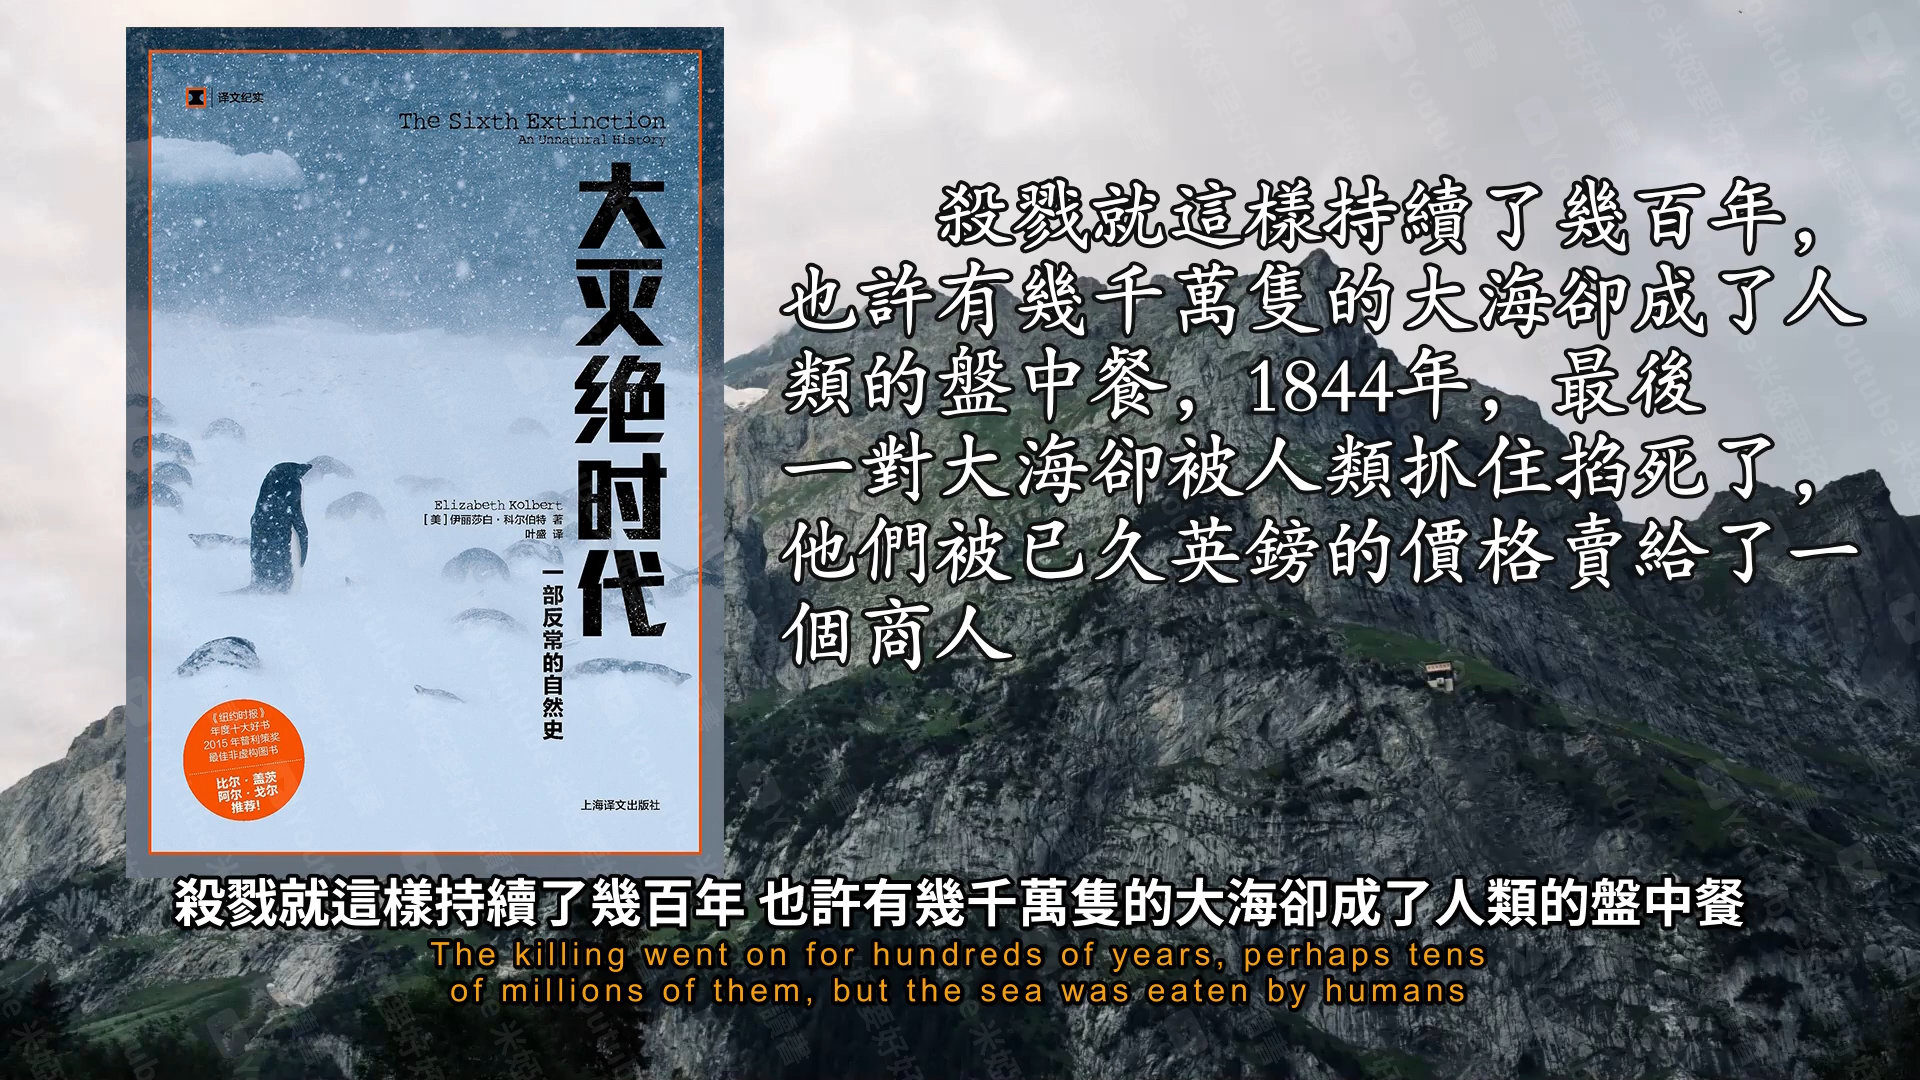 译文纪实
The Sixth Extinction
An Unnatural History
大灭绝时代
Elizabeth Kolbert
[美]伊丽莎白·科尔伯特 著
叶盛 译
一部反常的自然史
《纽约时报》
年度十大好书
2015年普利策奖
最佳非虚构图书
比尔·盖茨
阿尔·戈尔
推荐!
上海译文出版社
殺戮就這樣持續了幾百年，
也許有幾千萬隻的大海卻成了人
類的盤中餐，1844年，最後
一對大海卻被人類抓住掐死了，
他們被已久英鎊的價格賣給了一
個商人
殺戮就這樣持續了幾百年 也許有幾千萬隻的大海卻成了人類的盤中餐
The killing went on for hundreds of years, perhaps tens
of millions of them, but the sea was eaten by humans